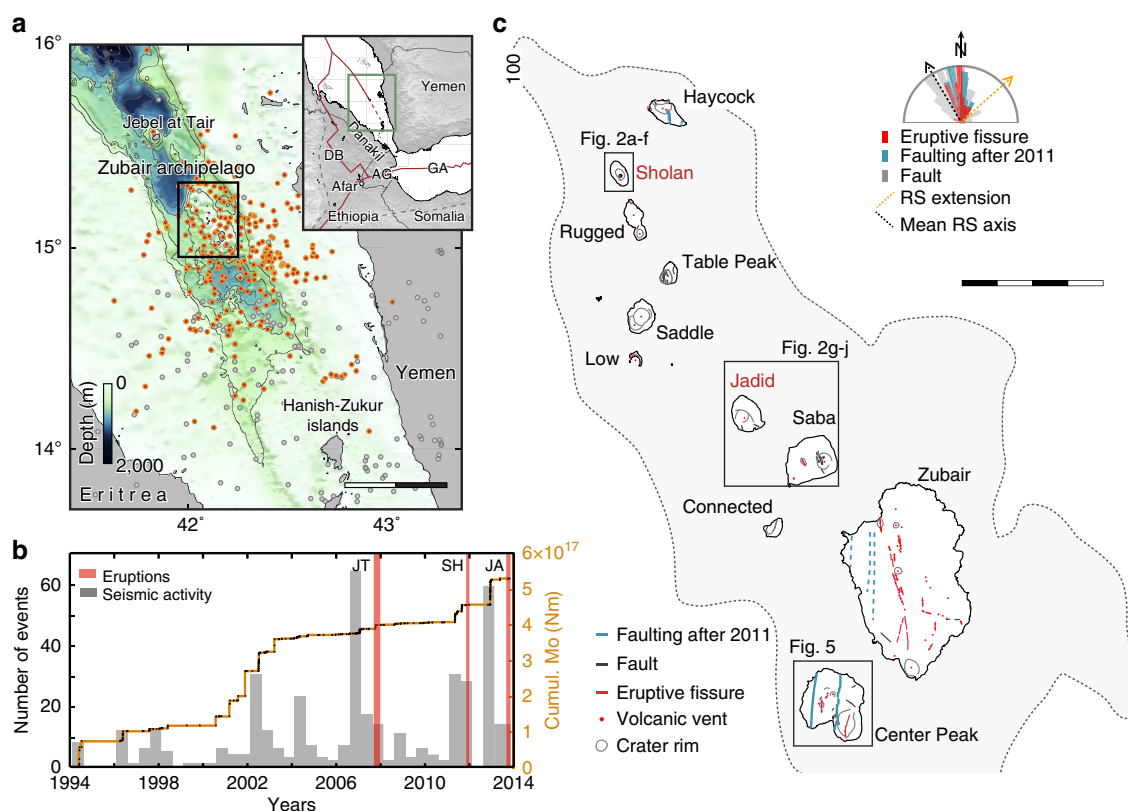 a
16°
15°
14°
42°
43°
Jebel at Tair
Zubair archipelago
Yemen
Hanish-Zukur
islands
Eritrea
Depth (m)
0
2,000
Yemen
Danakil
DB
AG
GA
Afar
Ethiopia
Somalia
b
Number of events
60
40
20
0
Eruptions
Seismic activity
JT
SH
JA
6×10¹⁷
5
4
3
2
1
0
Cumul. Mo (Nm)
1994
1998
2002
2006
2010
2014
Years
c
100
Haycock
Fig. 2a-f
Sholan
Rugged
Table Peak
Saddle
Low
Fig. 2g-j
Jadid
Saba
Connected
Zubair
Fig. 5
Center Peak
N
Eruptive fissure
Faulting after 2011
Fault
RS extension
Mean RS axis
Faulting after 2011
Fault
Eruptive fissure
Volcanic vent
Crater rim